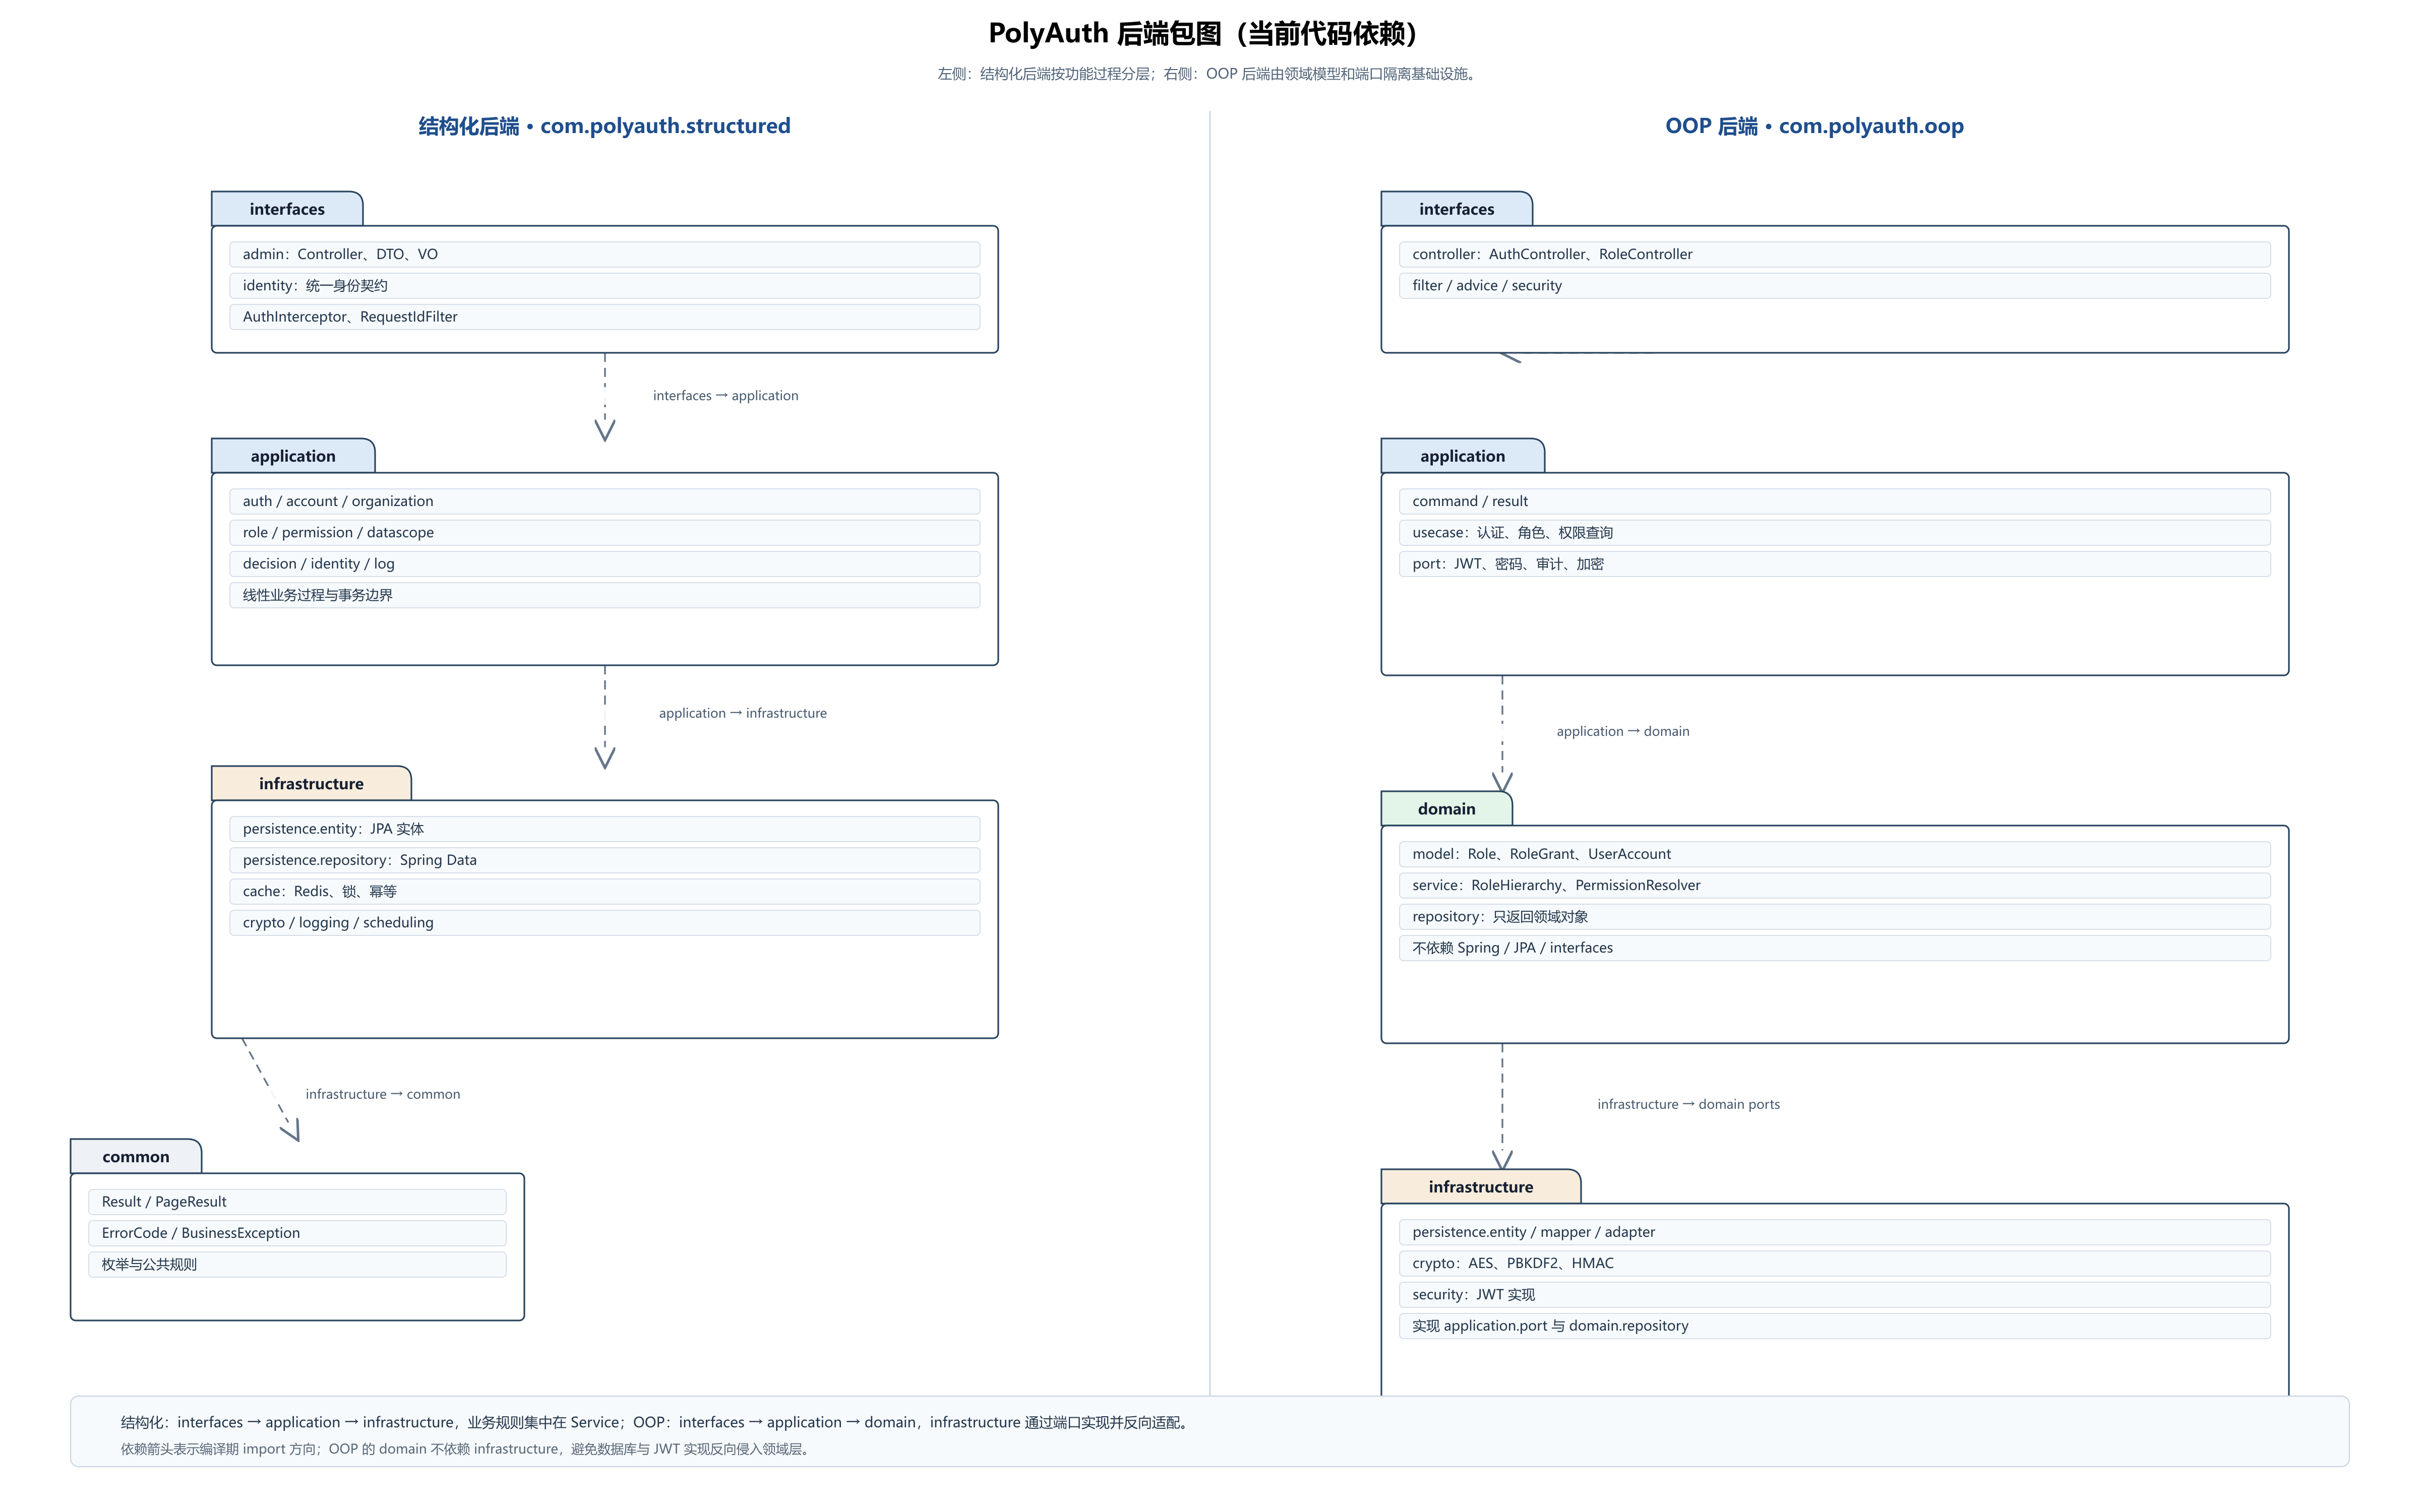 PolyAuth 后端包图（当前代码依赖）
左侧：结构化后端按功能过程分层；右侧：OOP 后端由领域模型和端口隔离基础设施。
结构化后端 • com.polyauth.structured
interfaces
admin：Controller、DTO、VO
identity：统一身份契约
AuthInterceptor、RequestIdFilter
interfaces → application
application
auth / account / organization
role / permission / datascope
decision / identity / log
线性业务过程与事务边界
application → infrastructure
infrastructure
persistence.entity：JPA 实体
persistence.repository：Spring Data
cache：Redis、锁、幂等
crypto / logging / scheduling
infrastructure → common
common
Result / PageResult
ErrorCode / BusinessException
枚举与公共规则
OOP 后端 • com.polyauth.oop
interfaces
controller：AuthController、RoleController
filter / advice / security
application
command / result
usecase：认证、角色、权限查询
port：JWT、密码、审计、加密
application → domain
domain
model：Role、RoleGrant、UserAccount
service：RoleHierarchy、PermissionResolver
repository：只返回领域对象
不依赖 Spring / JPA / interfaces
infrastructure → domain ports
infrastructure
persistence.entity / mapper / adapter
crypto：AES、PBKDF2、HMAC
security：JWT 实现
实现 application.port 与 domain.repository
结构化：interfaces → application → infrastructure，业务规则集中在 Service；OOP：interfaces → application → domain，infrastructure 通过端口实现并反向适配。
依赖箭头表示编译期 import 方向；OOP 的 domain 不依赖 infrastructure，避免数据库与 JWT 实现反向侵入领域层。